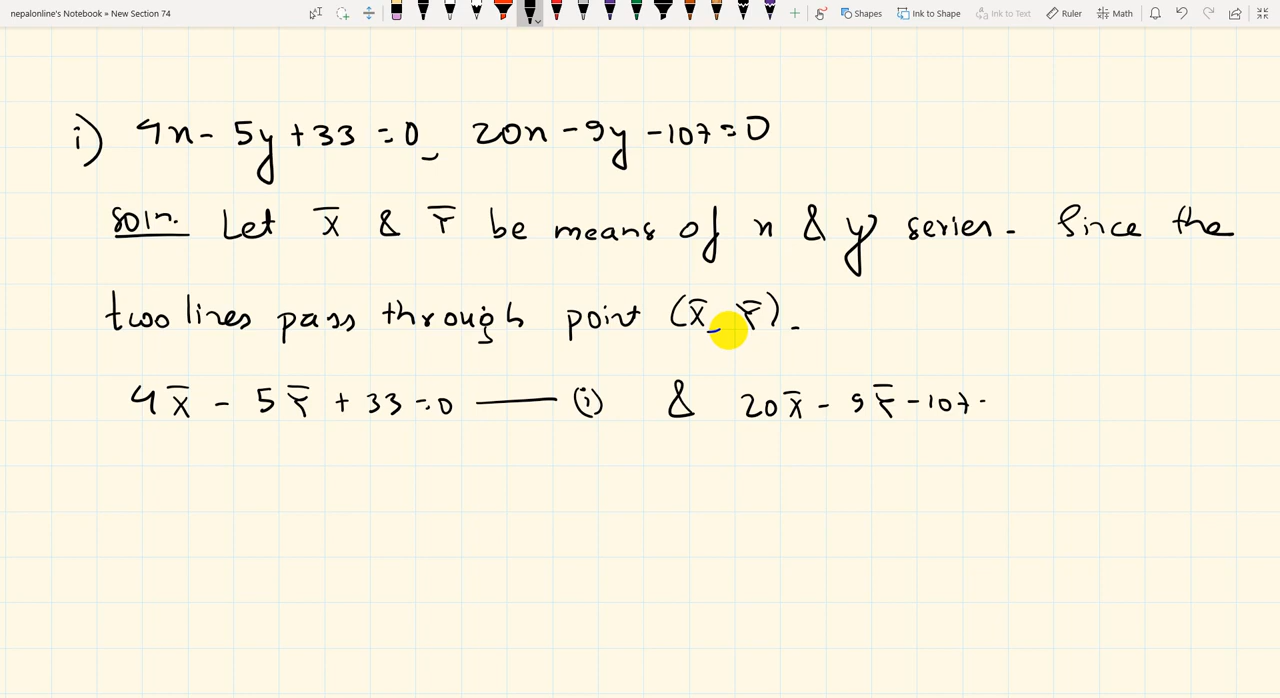 nepalonline's Notebook » New Section 74
Shapes Ink to Shape Ink to Text Ruler Math
i) 4x - 5y + 33 = 0, 20x - 9y - 107 = 0
Soln. Let X̄ & Ȳ be means of x & y series. Since the
two lines pass through point (X̄, Ȳ).
4X̄ - 5Ȳ + 33 = 0 —— (i) & 20X̄ - 9Ȳ - 107 -